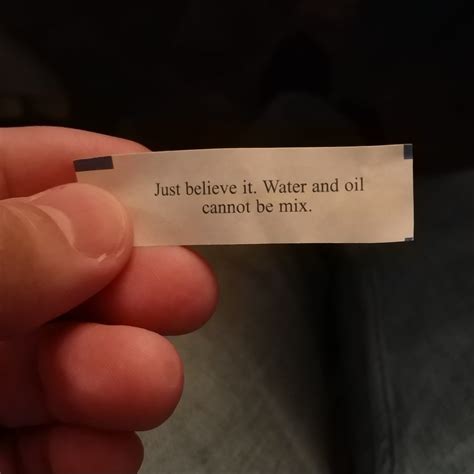 Just believe it. Water and oil
cannot be mix.